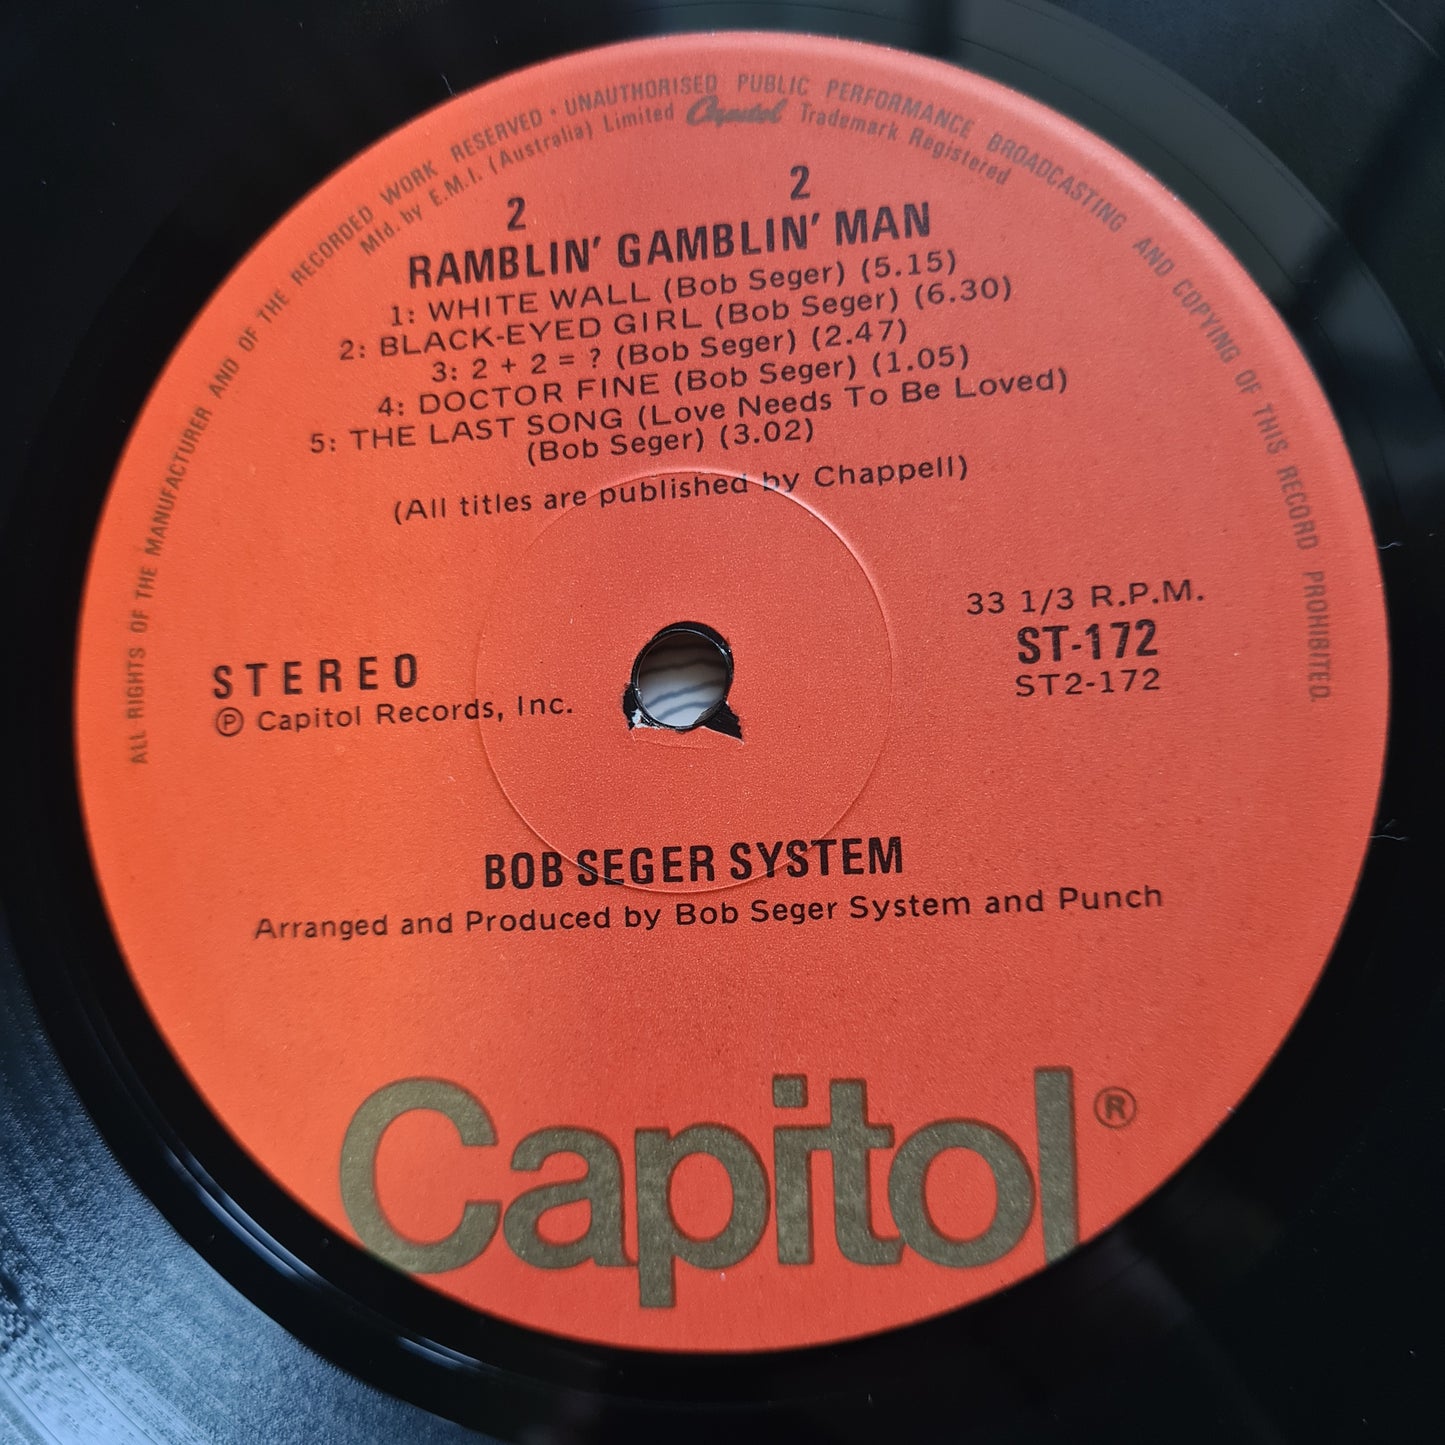 ALL RIGHTS OF THE MANUFACTURER AND OF THE RECORDED WORK RESERVED · UNAUTHORISED PUBLIC PERFORMANCE BROADCASTING AND COPYING OF THIS RECORD PROHIBITED.
Mfd. by E.M.I. (Australia) Limited Capitol Trademark Registered
2 2
RAMBLIN' GAMBLIN' MAN
1: WHITE WALL (Bob Seger) (5.15)
2: BLACK-EYED GIRL (Bob Seger) (6.30)
3: 2 + 2 = ? (Bob Seger) (2.47)
4: DOCTOR FINE (Bob Seger) (1.05)
5: THE LAST SONG (Love Needs To Be Loved)
(Bob Seger) (3.02)
(All titles are published by Chappell)
33 1/3 R.P.M.
ST-172
ST2-172
STEREO
Ⓟ Capitol Records, Inc.
BOB SEGER SYSTEM
Arranged and Produced by Bob Seger System and Punch
Capitol®